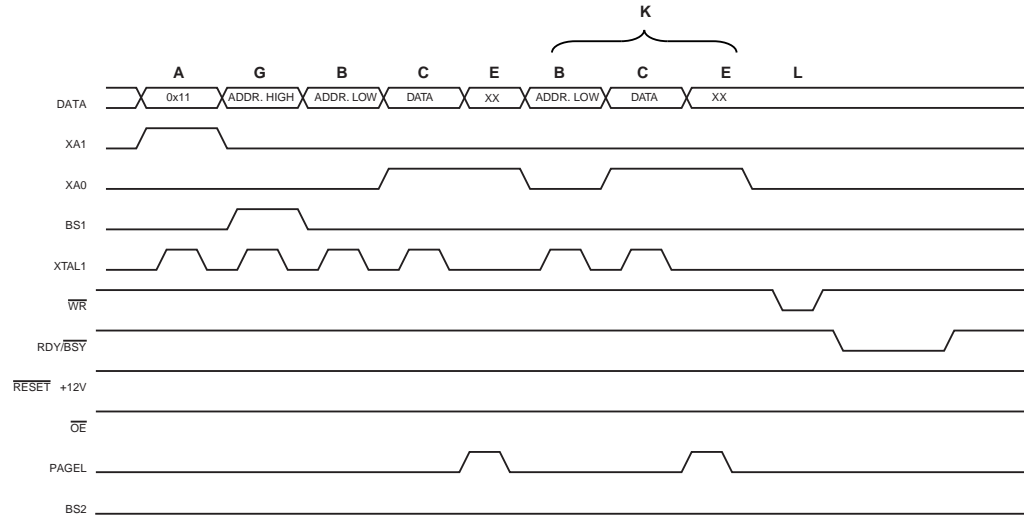 K
A G B C E B C E L
DATA 0x11 ADDR. HIGH ADDR. LOW DATA XX ADDR. LOW DATA XX
XA1
XA0
BS1
XTAL1
WR
RDY/BSY
RESET +12V
OE
PAGEL
BS2